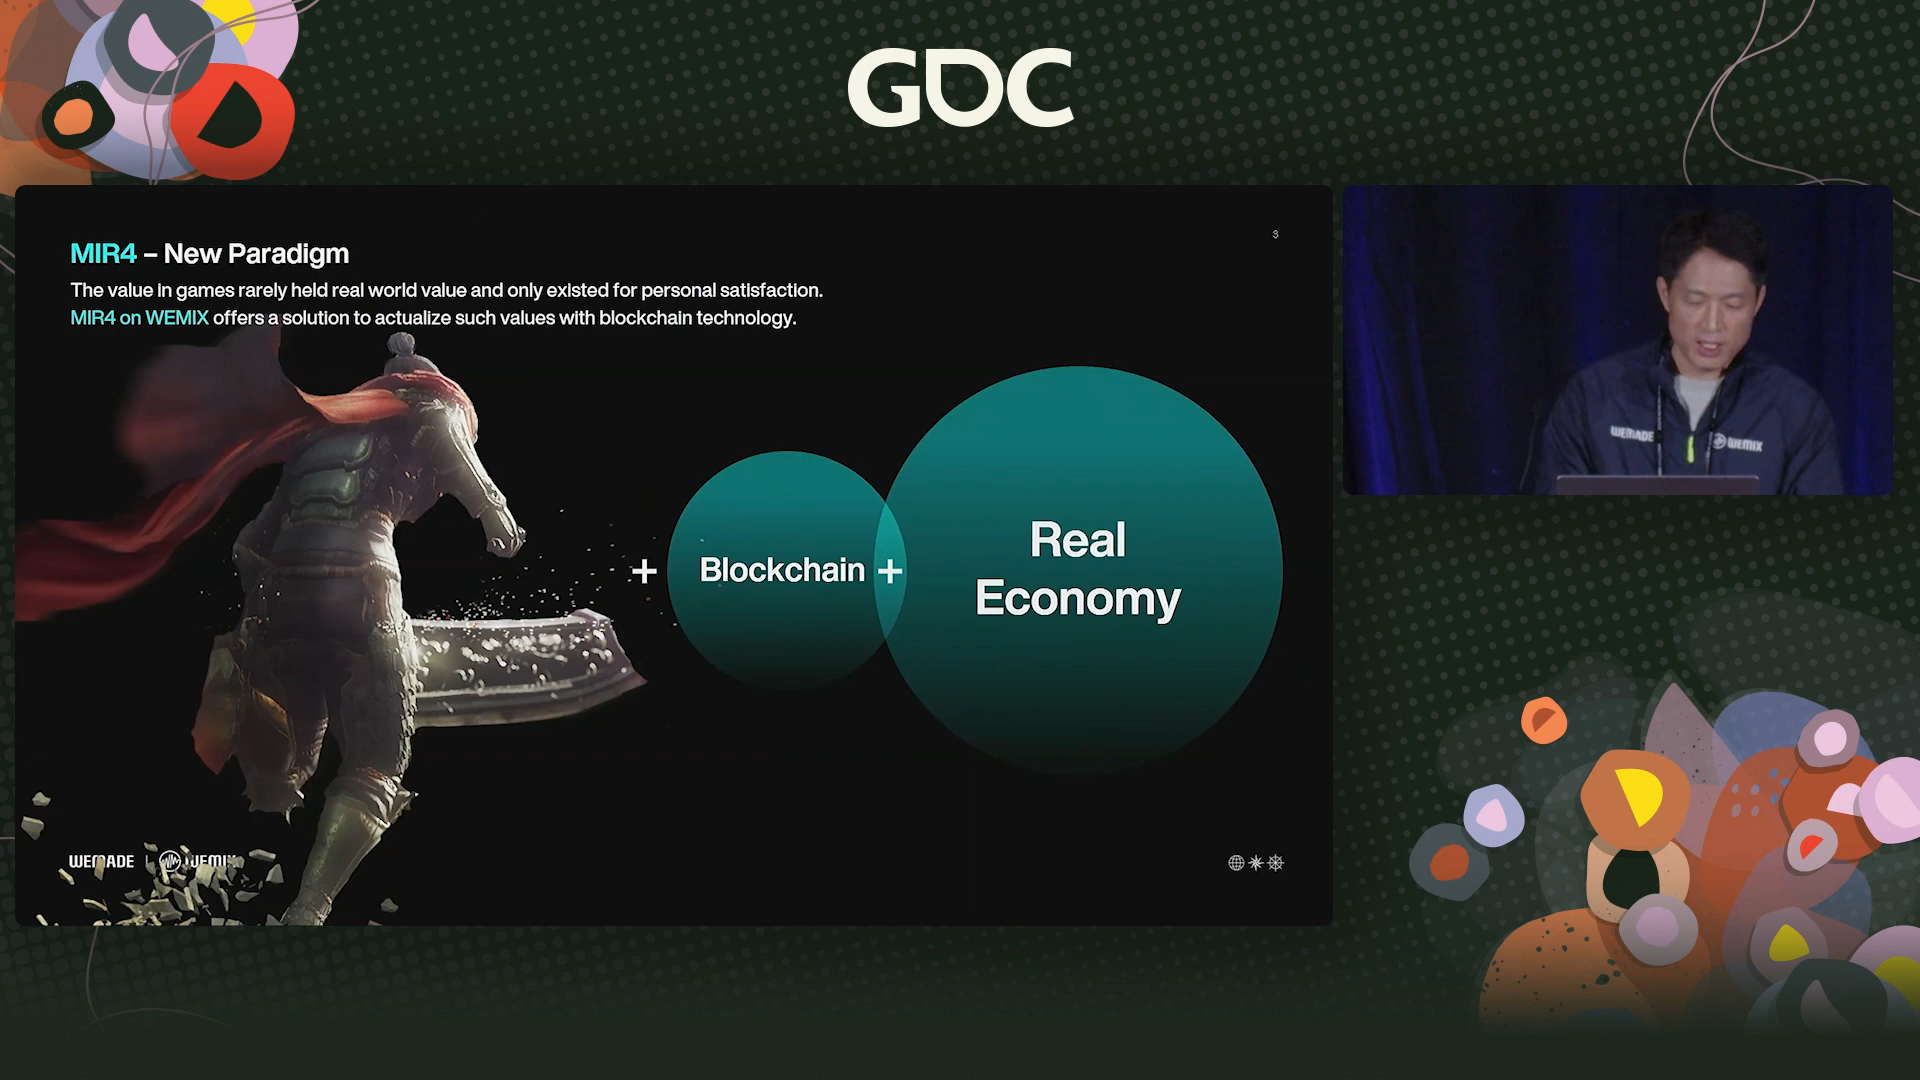 GDC
MIR4 – New Paradigm
3
The value in games rarely held real world value and only existed for personal satisfaction.
MIR4 on WEMIX offers a solution to actualize such values with blockchain technology.
+ Blockchain +
Real
Economy
WEMADE | WEMIX
WEMADE WEMIX